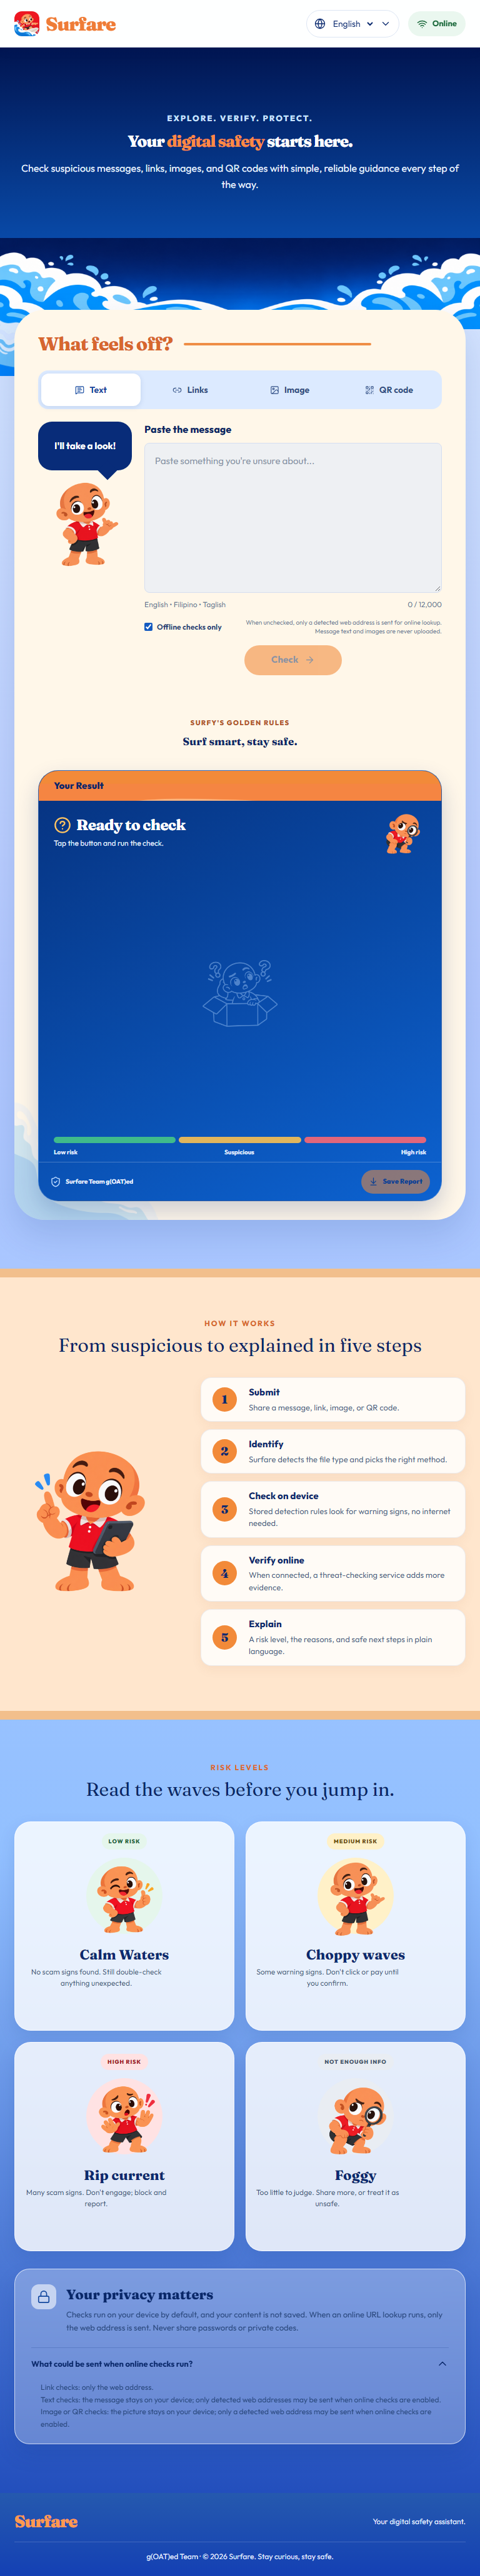 Surfare
English
Online
EXPLORE. VERIFY. PROTECT.
Your digital safety starts here.
Check suspicious messages, links, images, and QR codes with simple, reliable guidance every step of
the way.
What feels off?
Text
Links
Image
QR code
I'll take a look!
Paste the message
Paste something you're unsure about...
English • Filipino • Taglish
0 / 12,000
Offline checks only
When unchecked, only a detected web address is sent for online lookup.
Message text and images are never uploaded.
Check
SURFY'S GOLDEN RULES
Surf smart, stay safe.
Your Result
Ready to check
Tap the button and run the check.
Low risk
Suspicious
High risk
Surfare Team g(OAT)ed
Save Report
HOW IT WORKS
From suspicious to explained in five steps
1
Submit
Share a message, link, image, or QR code.
2
Identify
Surfare detects the file type and picks the right method.
3
Check on device
Stored detection rules look for warning signs, no internet
needed.
4
Verify online
When connected, a threat-checking service adds more
evidence.
5
Explain
A risk level, the reasons, and safe next steps in plain
language.
RISK LEVELS
Read the waves before you jump in.
LOW RISK
Calm Waters
No scam signs found. Still double-check
anything unexpected.
MEDIUM RISK
Choppy waves
Some warning signs. Don't click or pay until
you confirm.
HIGH RISK
Rip current
Many scam signs. Don't engage; block and
report.
NOT ENOUGH INFO
Foggy
Too little to judge. Share more, or treat it as
unsafe.
Your privacy matters
Checks run on your device by default, and your content is not saved. When an online URL lookup runs, only
the web address is sent. Never share passwords or private codes.
What could be sent when online checks run?
Link checks: only the web address.
Text checks: the message stays on your device; only detected web addresses may be sent when online checks are enabled.
Image or QR checks: the picture stays on your device; only a detected web address may be sent when online checks are
enabled.
Surfare
Your digital safety assistant.
g(OAT)ed Team · © 2026 Surfare. Stay curious, stay safe.